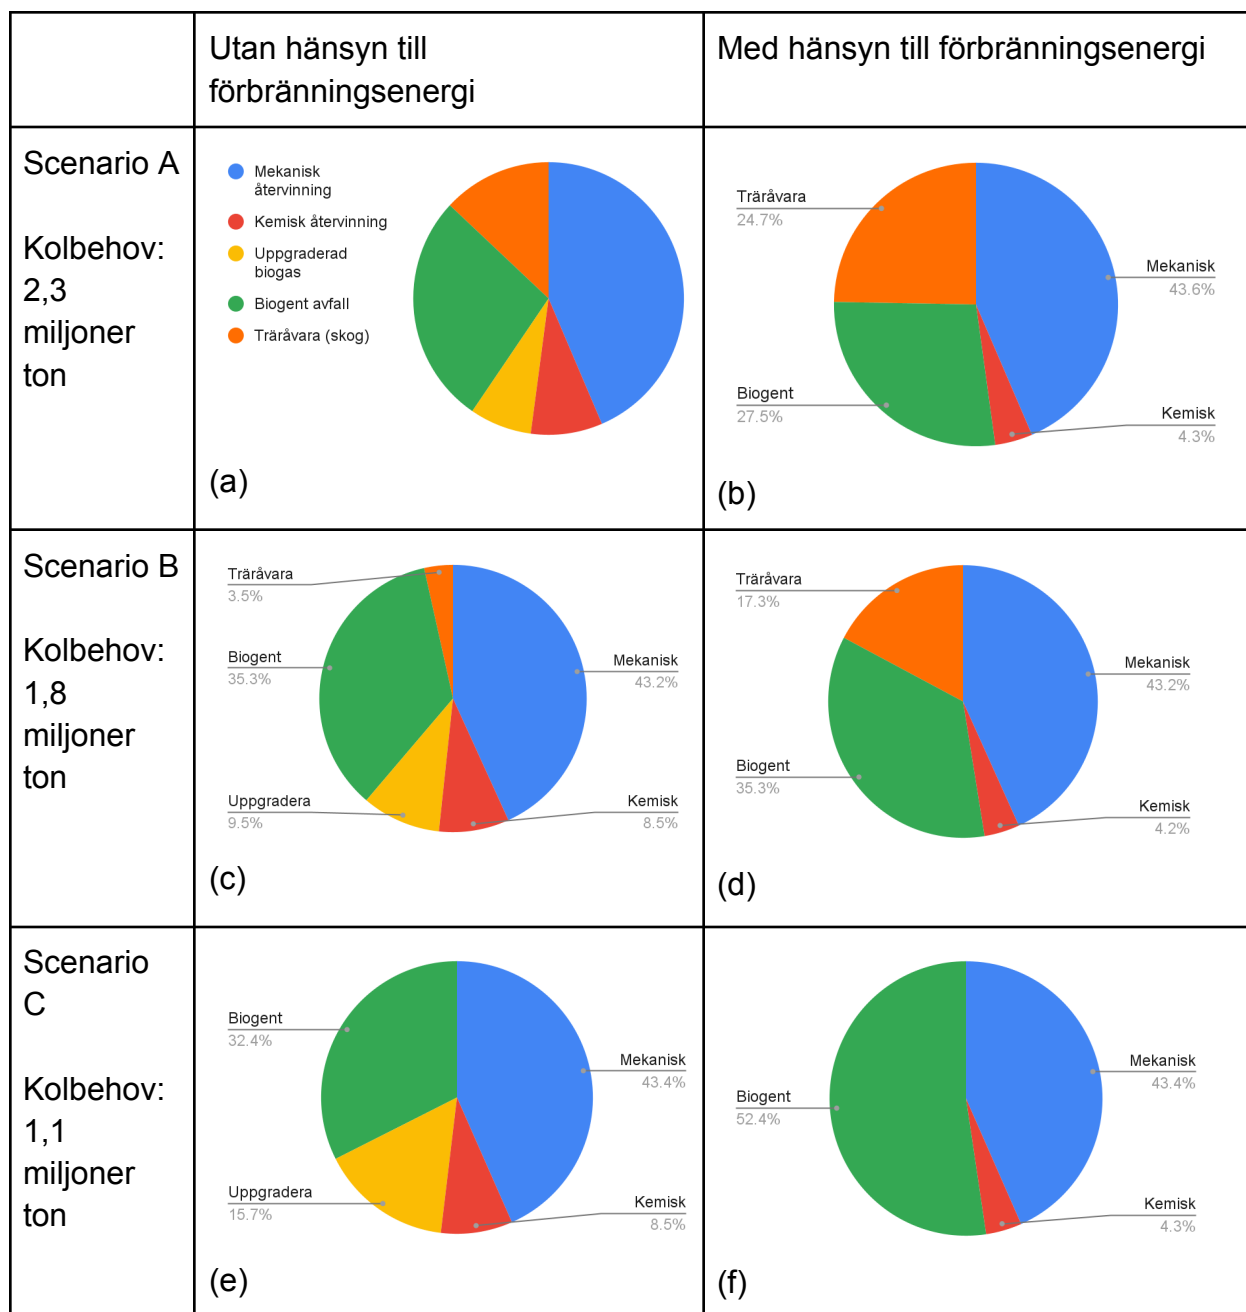 Utan hänsyn till
förbränningsenergi
Med hänsyn till förbränningsenergi
Scenario A
Kolbehov:
2,3
miljoner
ton
Mekanisk
återvinning
Kemisk återvinning
Uppgraderad
biogas
Biogent avfall
Träråvara (skog)
(a)
Träråvara
24.7%
Mekanisk
43.6%
Biogent
27.5%
Kemisk
4.3%
(b)
Scenario B
Kolbehov:
1,8
miljoner
ton
Träråvara
3.5%
Biogent
35.3%
Mekanisk
43.2%
Uppgradera
9.5%
Kemisk
8.5%
(c)
Träråvara
17.3%
Mekanisk
43.2%
Biogent
35.3%
Kemisk
4.2%
(d)
Scenario
C
Kolbehov:
1,1
miljoner
ton
Biogent
32.4%
Mekanisk
43.4%
Uppgradera
15.7%
Kemisk
8.5%
(e)
Mekanisk
43.4%
Biogent
52.4%
Kemisk
4.3%
(f)